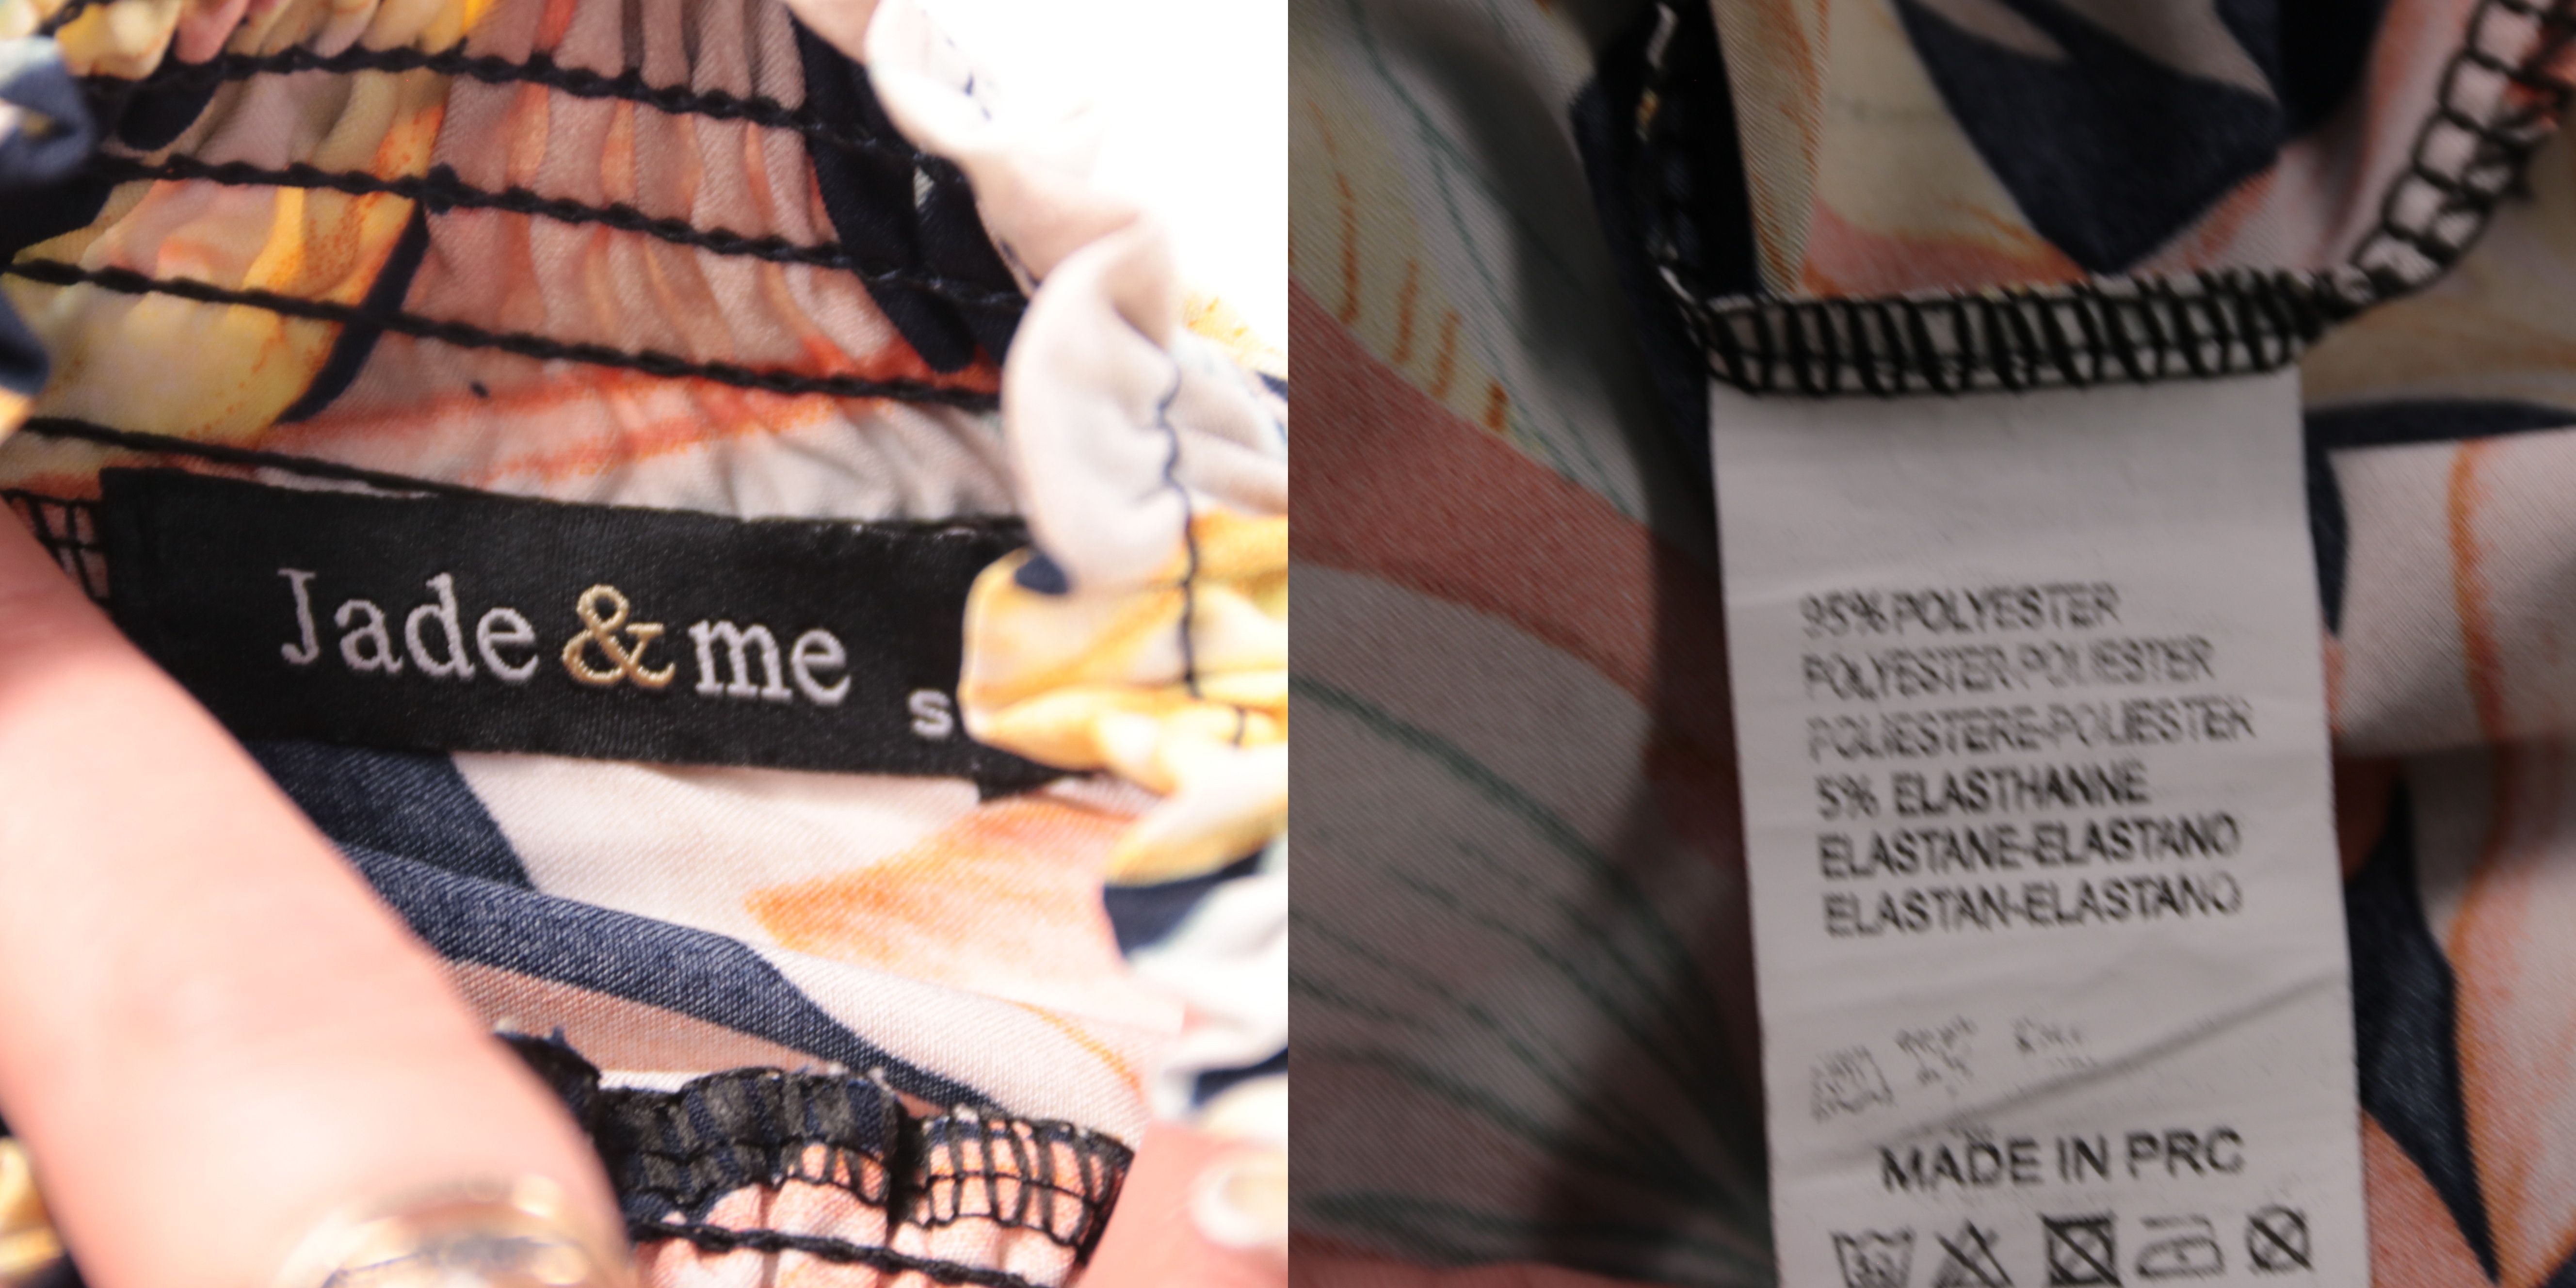 Jade & me
S
95% POLYESTER
POLYESTER-POLIESTER
POLIESTERE-POLIESTER
5% ELASTHANNE
ELASTANE-ELASTANO
ELASTAN-ELASTANO
MADE IN PRC